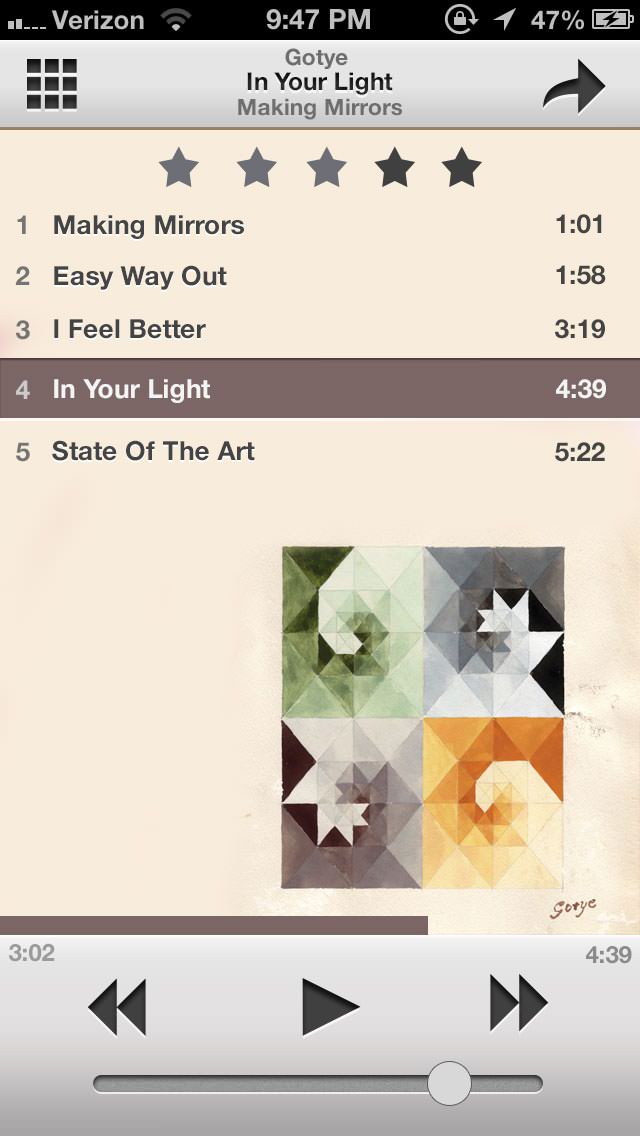 Verizon 9:47 PM 47%
Gotye
In Your Light
Making Mirrors
1 Making Mirrors 1:01
2 Easy Way Out 1:58
3 I Feel Better 3:19
4 In Your Light 4:39
5 State Of The Art 5:22
Gotye
3:02 4:39